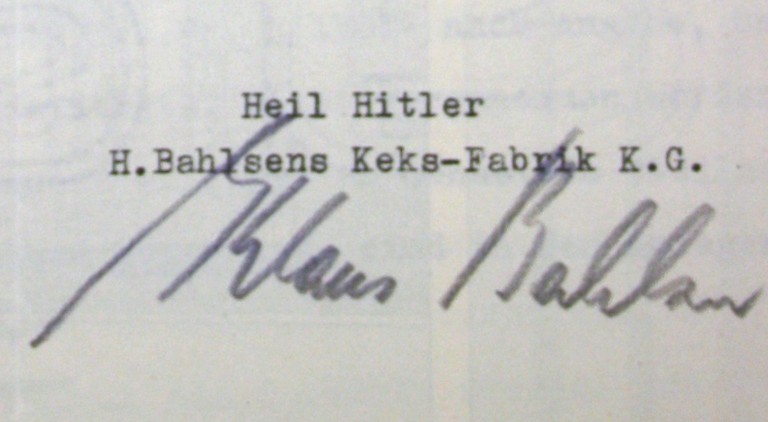 Heil Hitler
H.Bahlsens Keks-Fabrik K.G.
Klaus Bahlsen